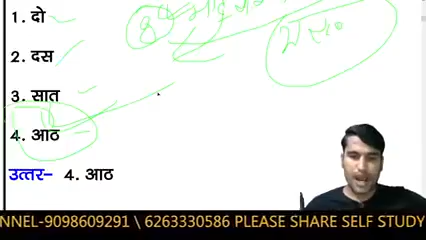 1. दो
2. दस
3. सात
4. आठ
उत्तर- 4. आठ
NNEL-9098609291 \ 6263330586 PLEASE SHARE SELF STUDY